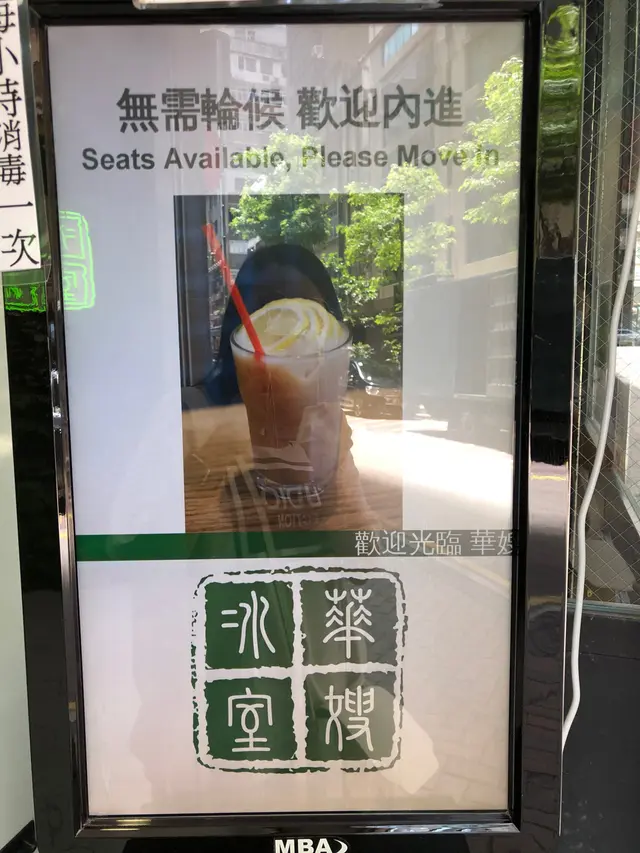 每小時消毒一次
無需輪候 歡迎內進
Seats Available, Please Move in
歡迎光臨 華嫂
華嫂
冰室
MBA